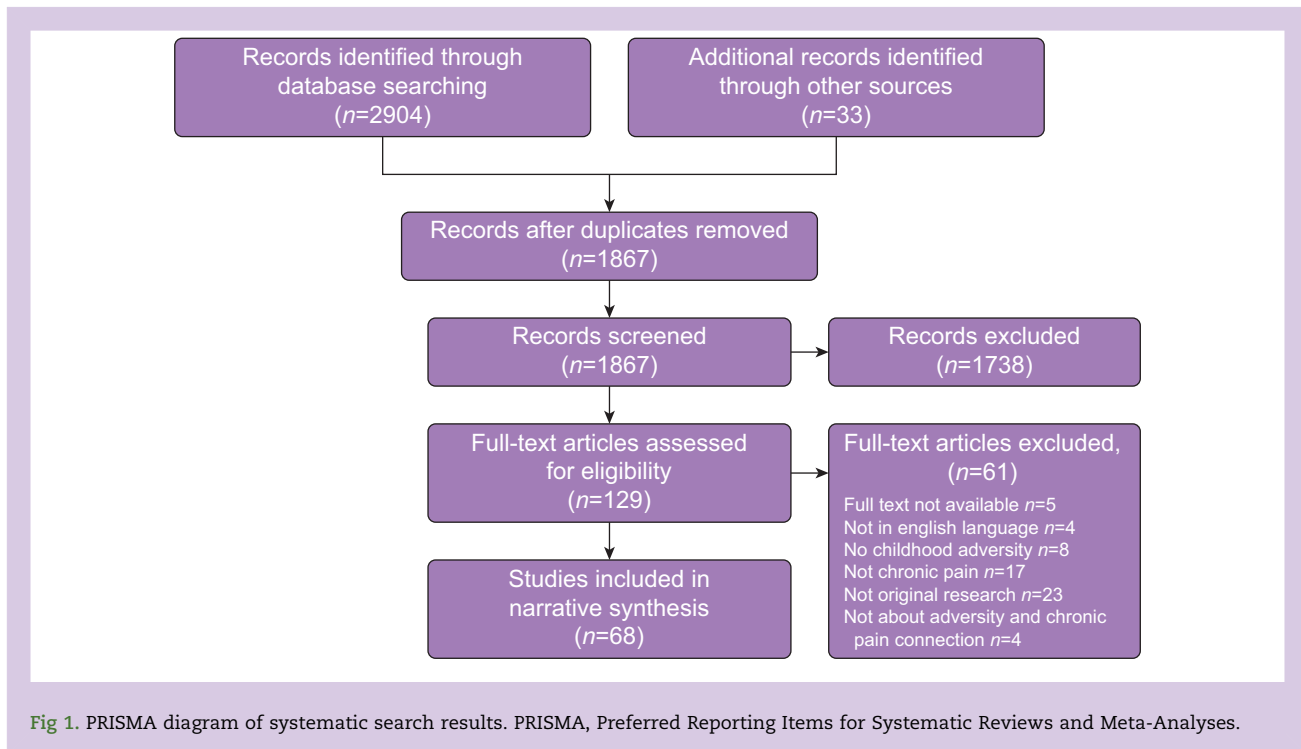 Records identified through
database searching
(n=2904)
Additional records identified
through other sources
(n=33)
Records after duplicates removed
(n=1867)
Records screened
(n=1867)
Records excluded
(n=1738)
Full-text articles assessed
for eligibility
(n=129)
Full-text articles excluded,
(n=61)
Full text not available n=5
Not in english language n=4
No childhood adversity n=8
Not chronic pain n=17
Not original research n=23
Not about adversity and chronic
pain connection n=4
Studies included in
narrative synthesis
(n=68)
Fig 1. PRISMA diagram of systematic search results. PRISMA, Preferred Reporting Items for Systematic Reviews and Meta-Analyses.